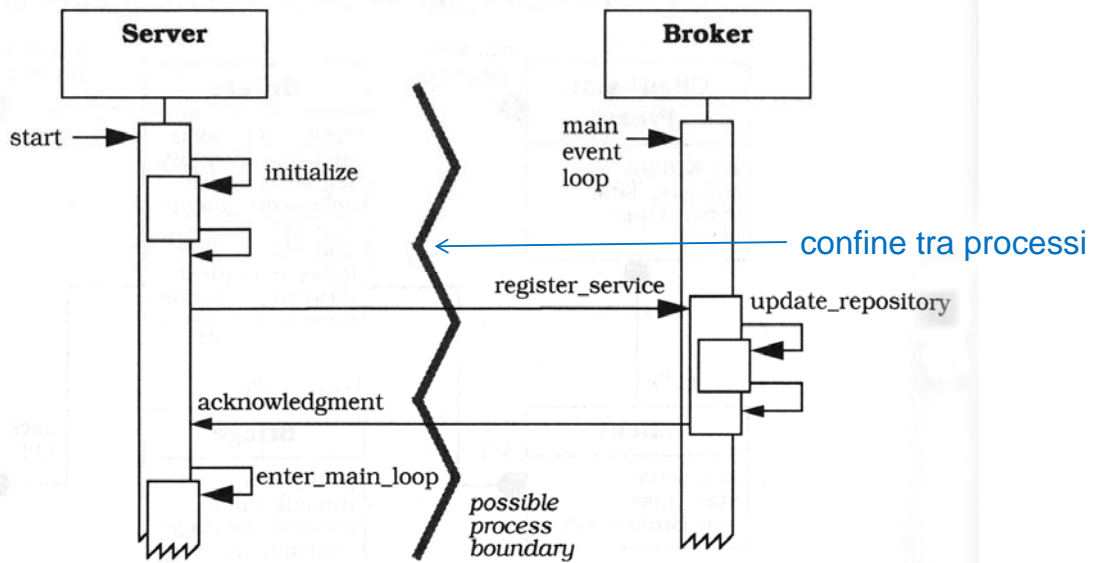 Server
Broker
start
main
event
loop
initialize
confine tra processi
register_service
update_repository
acknowledgment
enter_main_loop
possible
process
boundary